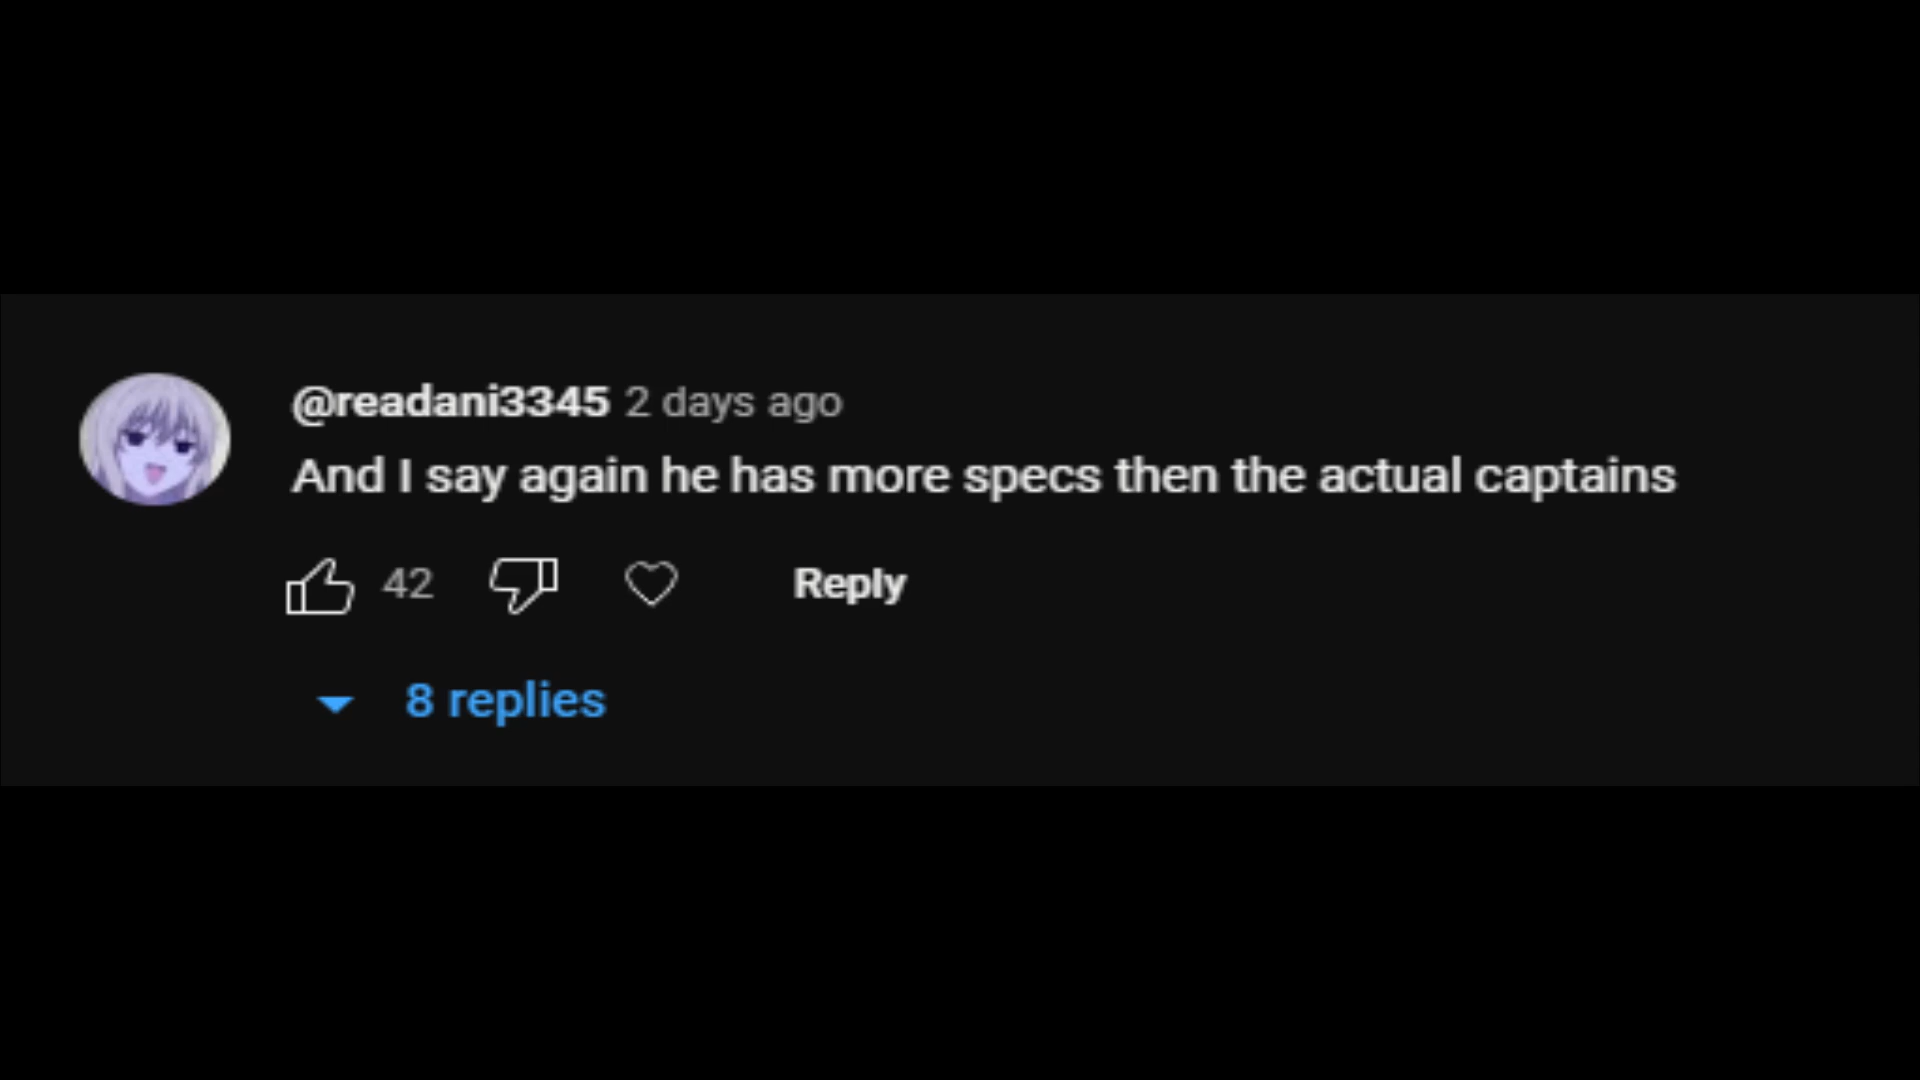 @readani3345 2 days ago
And I say again he has more specs then the actual captains
42 Reply
8 replies